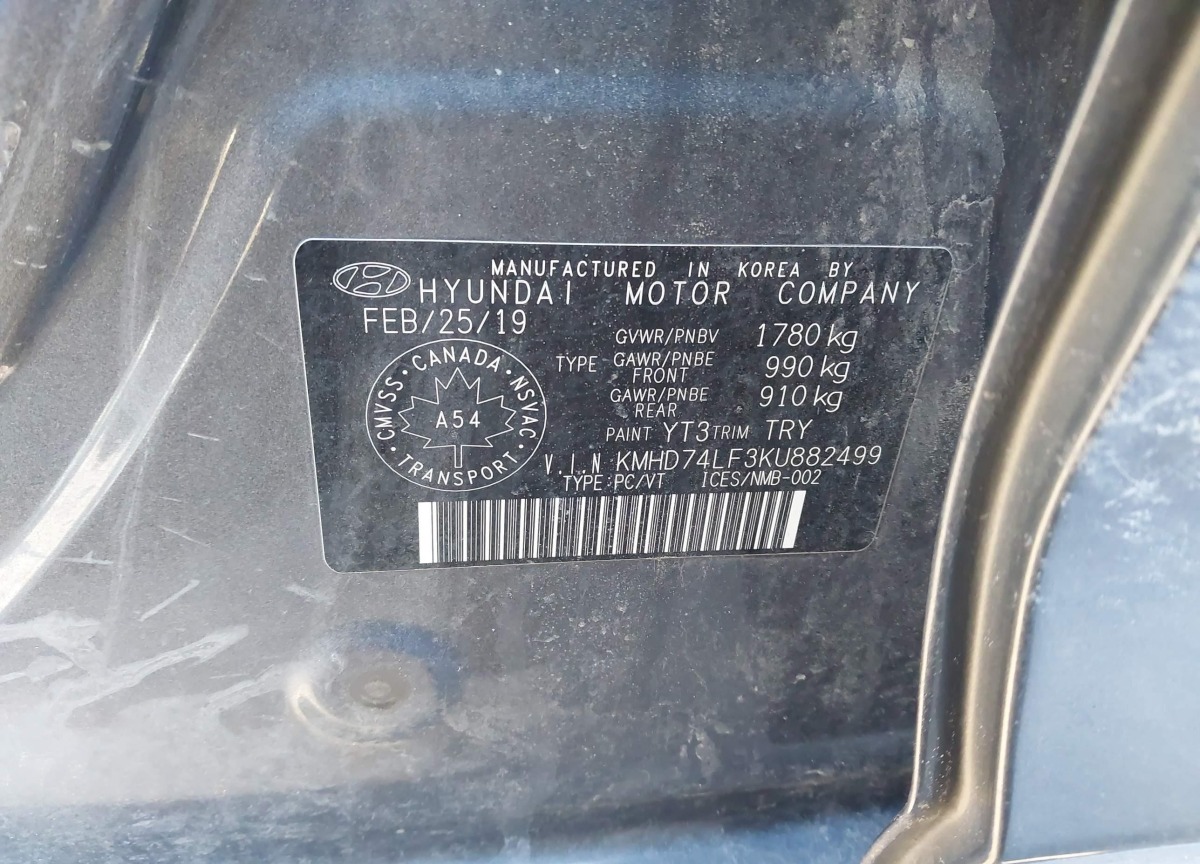 MANUFACTURED IN KOREA BY
HYUNDAI MOTOR COMPANY
FEB/25/19
GVWR/PNBV 1780 kg
TYPE GAWR/PNBE FRONT 990 kg
GAWR/PNBE REAR 910 kg
PAINT YT3 TRIM TRY
V.I.N KMHD74LF3KU882499
TYPE:PC/VT ICES/NMB-002
CMVSS · CANADA · NSVAC · TRANSPORT ·
A54